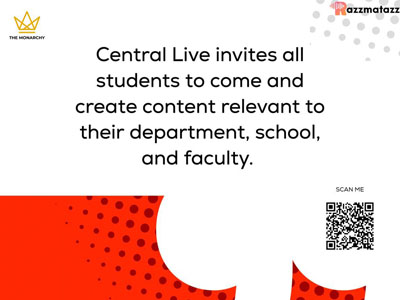 THE MONARCHY
Razzmatazz
Central Live invites all
students to come and
create content relevant to
their department, school,
and faculty.
SCAN ME